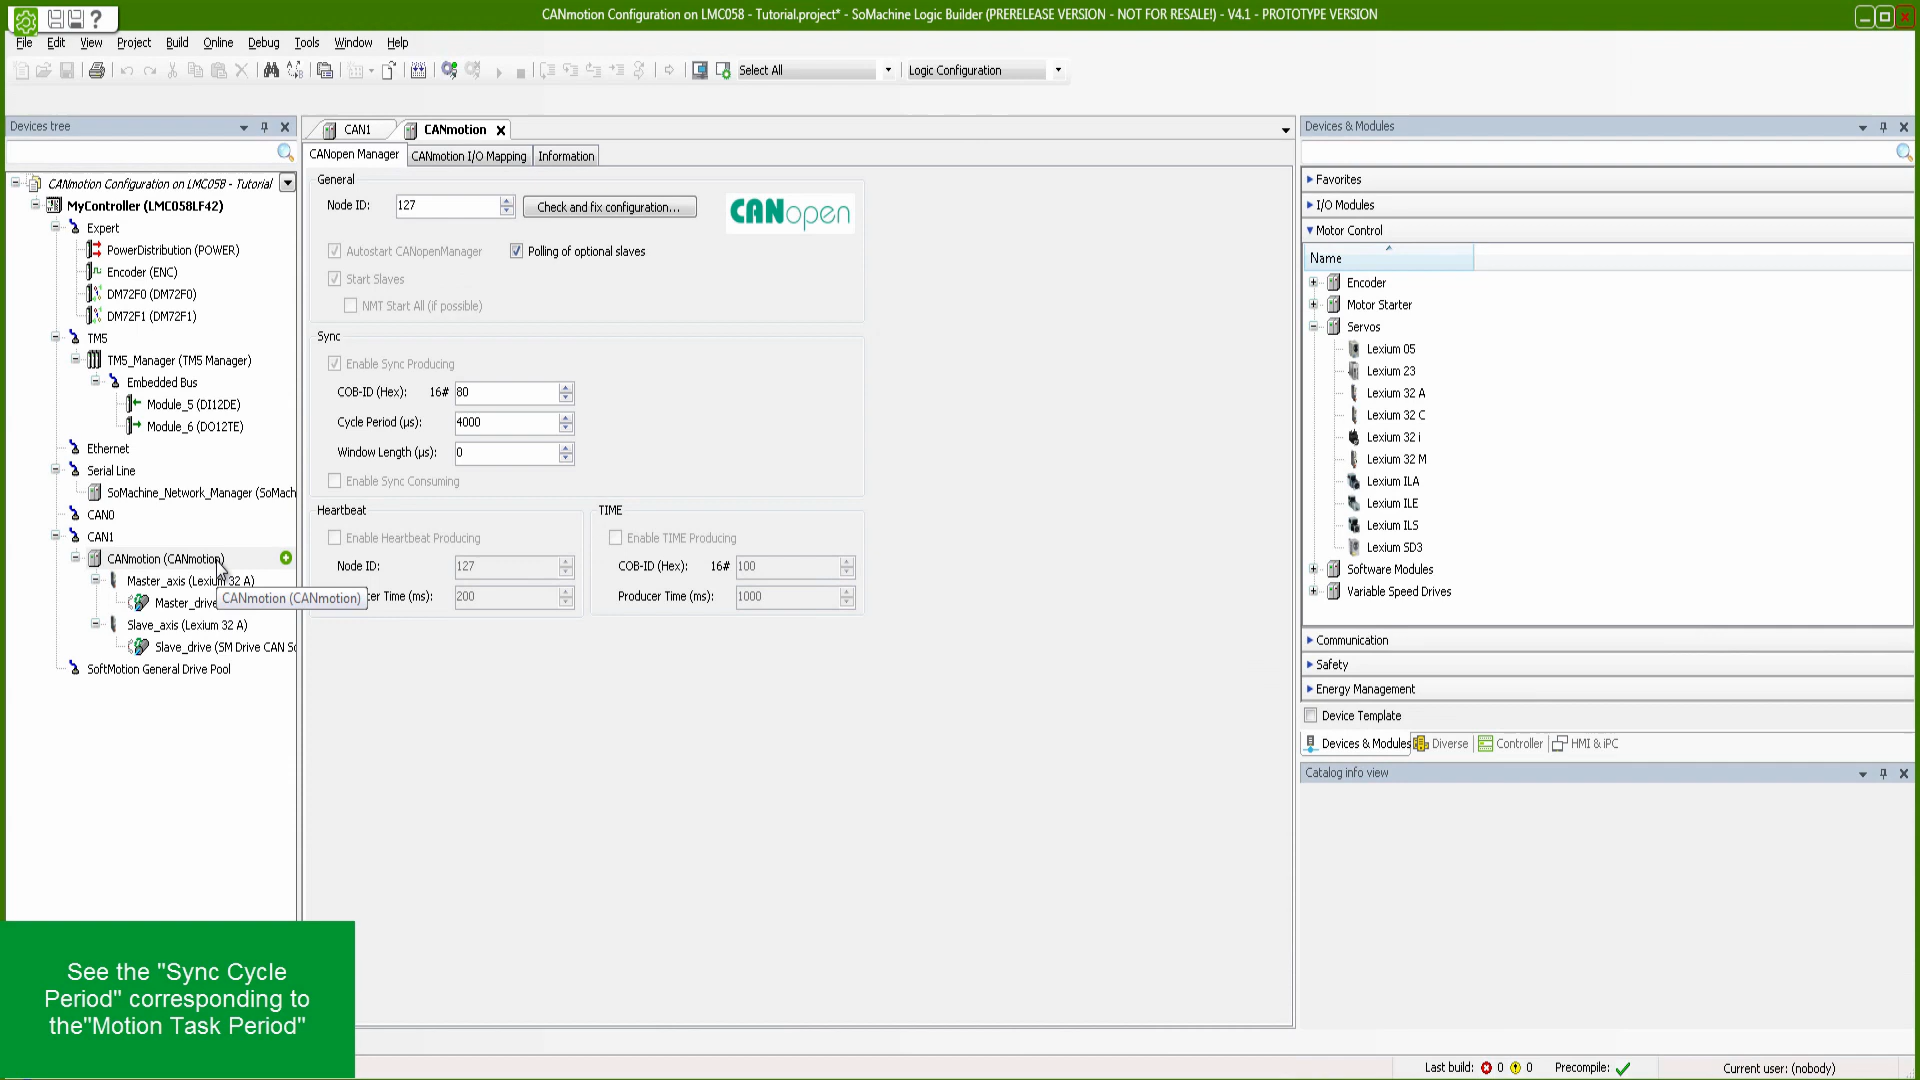 CANmotion Configuration on LMC058 - Tutorial.project* - SoMachine Logic Builder (PRERELEASE VERSION - NOT FOR RESALE!) - V4.1 - PROTOTYPE VERSION
File Edit View Project Build Online Debug Tools Window Help
Select All Logic Configuration
Devices tree
CANmotion Configuration on LMC058 - Tutorial
MyController (LMC058LF42)
Expert
PowerDistribution (POWER)
Encoder (ENC)
DM72F0 (DM72F0)
DM72F1 (DM72F1)
TM5
TM5_Manager (TM5 Manager)
Embedded Bus
Module_5 (DI12DE)
Module_6 (DO12TE)
Ethernet
Serial Line
SoMachine_Network_Manager (SoMach
CAN0
CAN1
CANmotion (CANmotion)
Master_axis (Lexium 32 A)
Master_drive
CANmotion (CANmotion)
Slave_axis (Lexium 32 A)
Slave_drive (SM Drive CAN Sc
SoftMotion General Drive Pool
CAN1 CANmotion
CANopen Manager CANmotion I/O Mapping Information
General
Node ID: 127 Check and fix configuration...
CANopen
Autostart CANopenManager Polling of optional slaves
Start Slaves
NMT Start All (if possible)
Sync
Enable Sync Producing
COB-ID (Hex): 16# 80
Cycle Period (µs): 4000
Window Length (µs): 0
Enable Sync Consuming
Heartbeat
Enable Heartbeat Producing
Node ID: 127
cer Time (ms): 200
TIME
Enable TIME Producing
COB-ID (Hex): 16# 100
Producer Time (ms): 1000
Devices & Modules
Favorites
I/O Modules
Motor Control
Name
Encoder
Motor Starter
Servos
Lexium 05
Lexium 23
Lexium 32 A
Lexium 32 C
Lexium 32 i
Lexium 32 M
Lexium ILA
Lexium ILE
Lexium ILS
Lexium SD3
Software Modules
Variable Speed Drives
Communication
Safety
Energy Management
Device Template
Devices & Modules Diverse Controller HMI & iPC
Catalog info view
See the "Sync Cycle
Period" corresponding to
the"Motion Task Period"
Last build: 0 0 Precompile: Current user: (nobody)